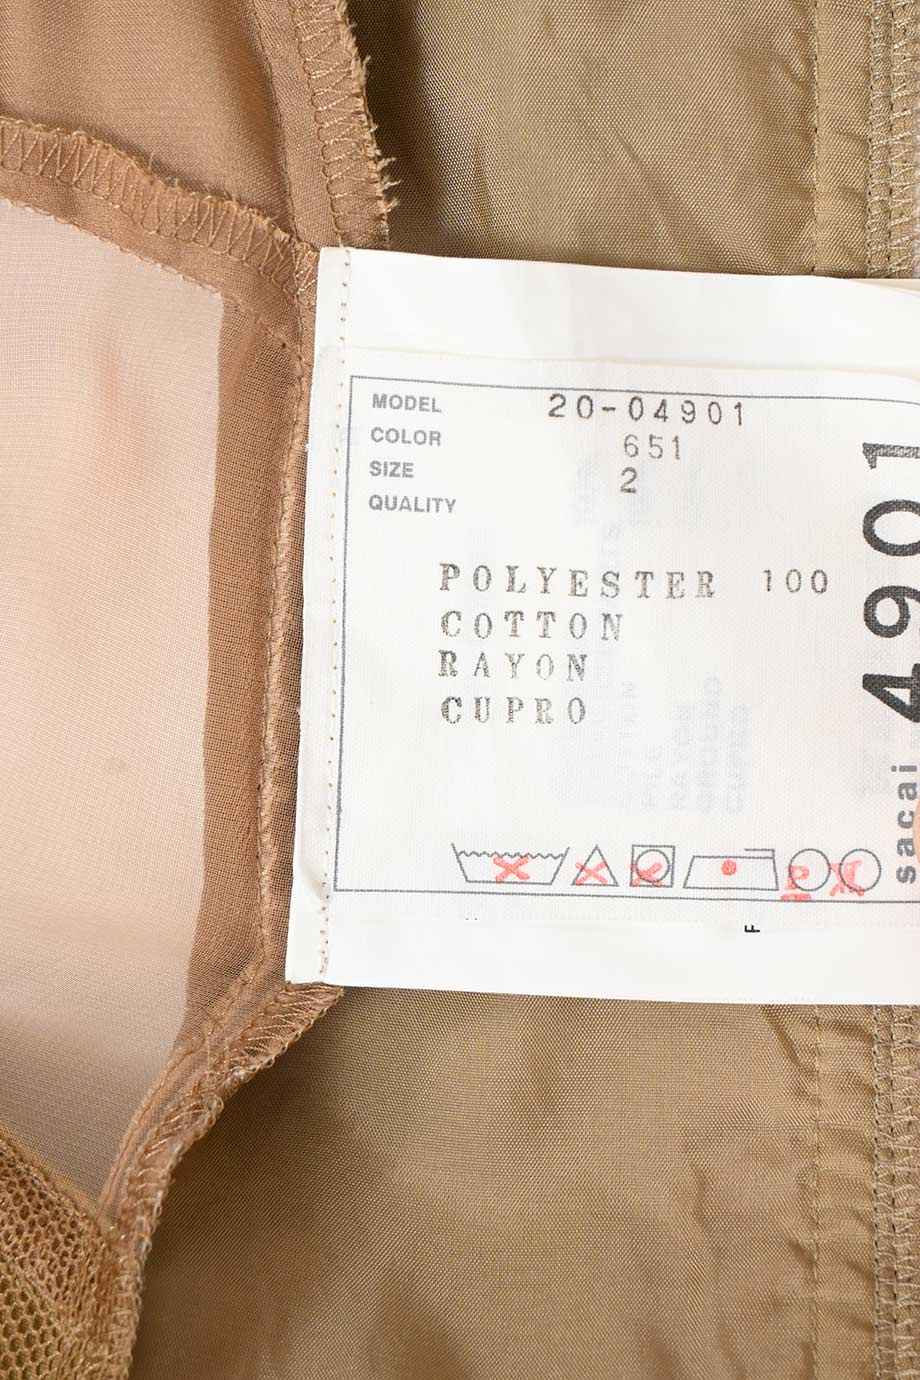 MODEL 20-04901
COLOR 651
SIZE 2
QUALITY
POLYESTER 100
COTTON
RAYON
CUPRO
sacai 4901
F